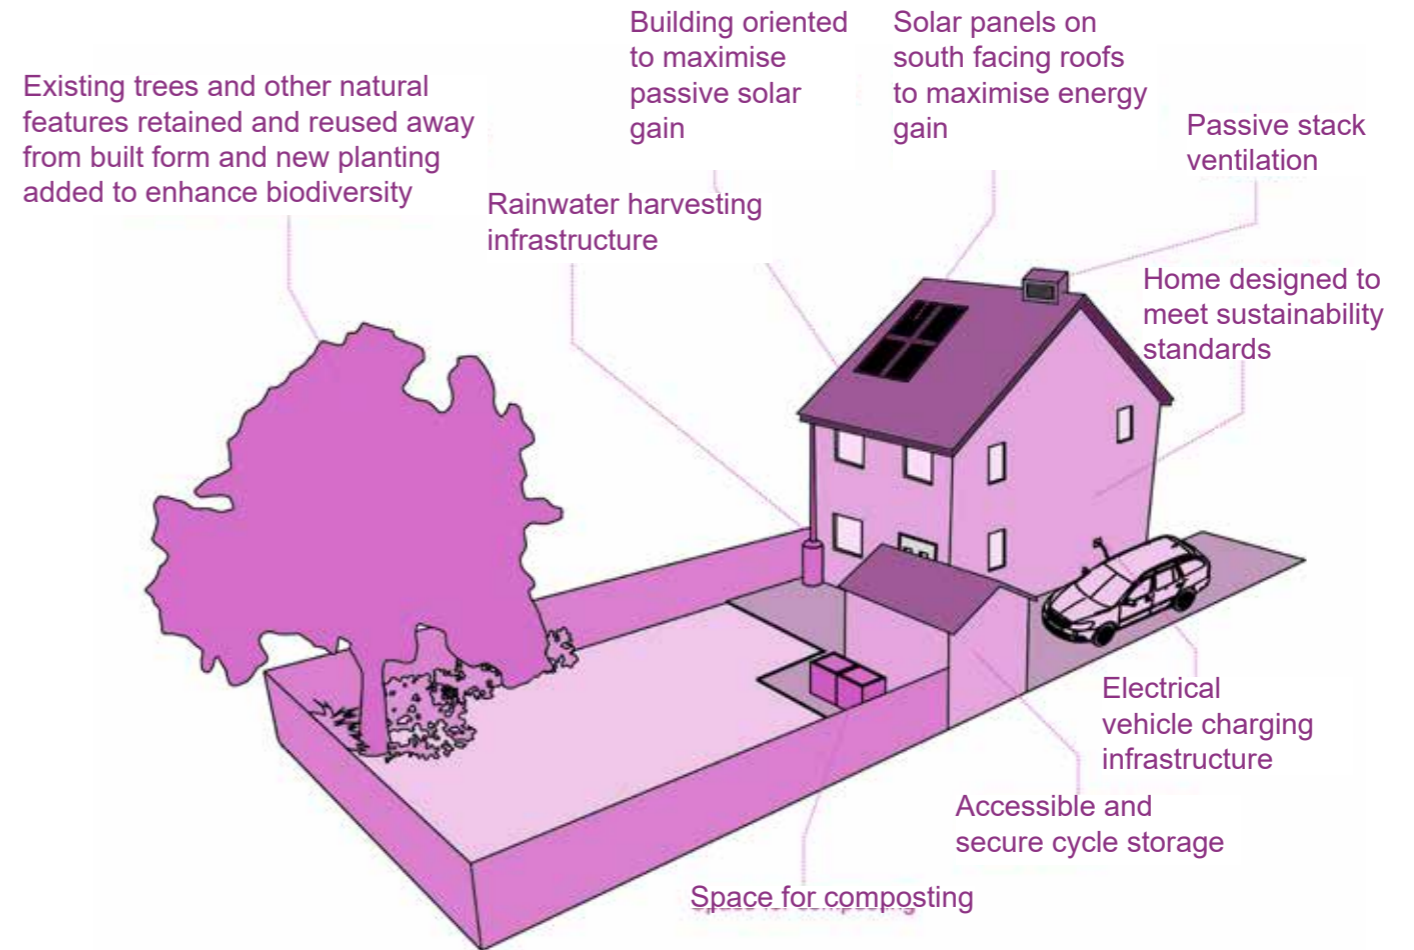 Building oriented
to maximise
passive solar
gain
Solar panels on
south facing roofs
to maximise energy
gain
Existing trees and other natural
features retained and reused away
from built form and new planting
added to enhance biodiversity
Passive stack
ventilation
Rainwater harvesting
infrastructure
Home designed to
meet sustainability
standards
Electrical
vehicle charging
infrastructure
Accessible and
secure cycle storage
Space for composting